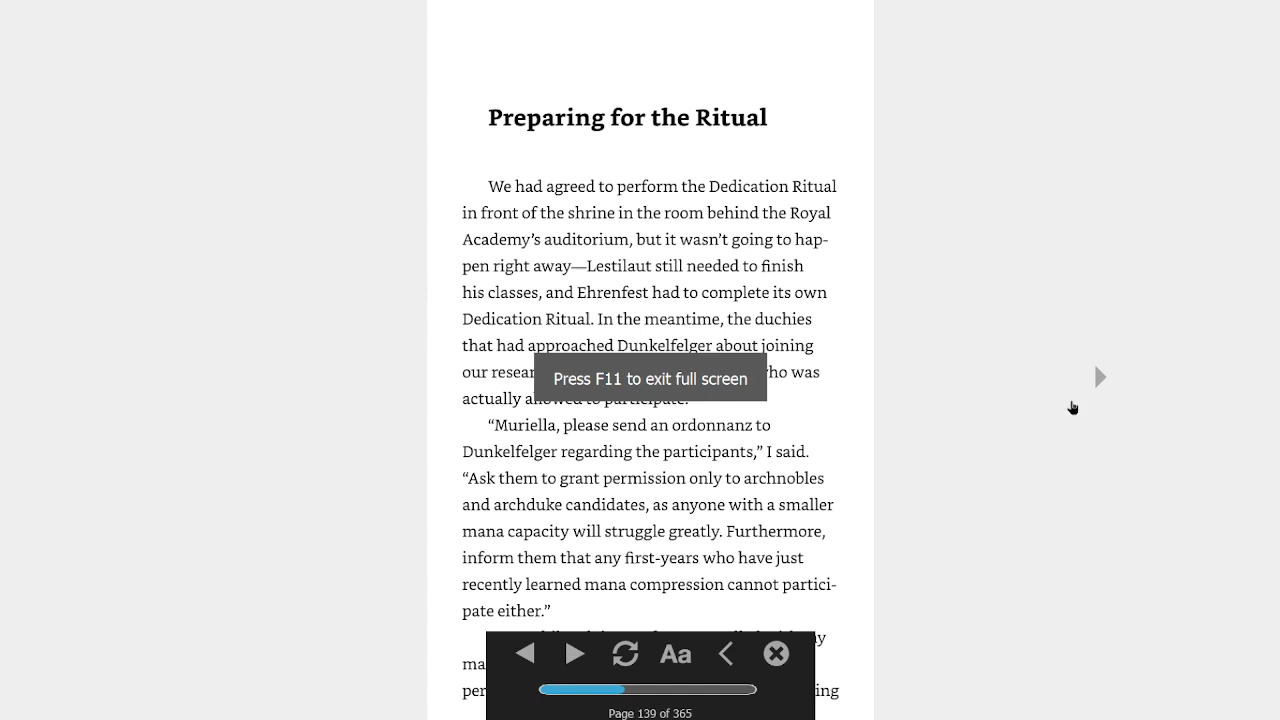 Preparing for the Ritual
We had agreed to perform the Dedication Ritual
in front of the shrine in the room behind the Royal
Academy’s auditorium, but it wasn’t going to hap-
pen right away—Lestilaut still needed to finish
his classes, and Ehrenfest had to complete its own
Dedication Ritual. In the meantime, the duchies
that had approached Dunkelfelger about joining
our who was
Press F11 to exit full screen
actually allowed to participate.
“Muriella, please send an ordonnanz to
Dunkelfelger regarding the participants,” I said.
“Ask them to grant permission only to archnobles
and archduke candidates, as anyone with a smaller
mana capacity will struggle greatly. Furthermore,
inform them that any first-years who have just
recently learned mana compression cannot partici-
pate either.”
Aa
Page 139 of 365